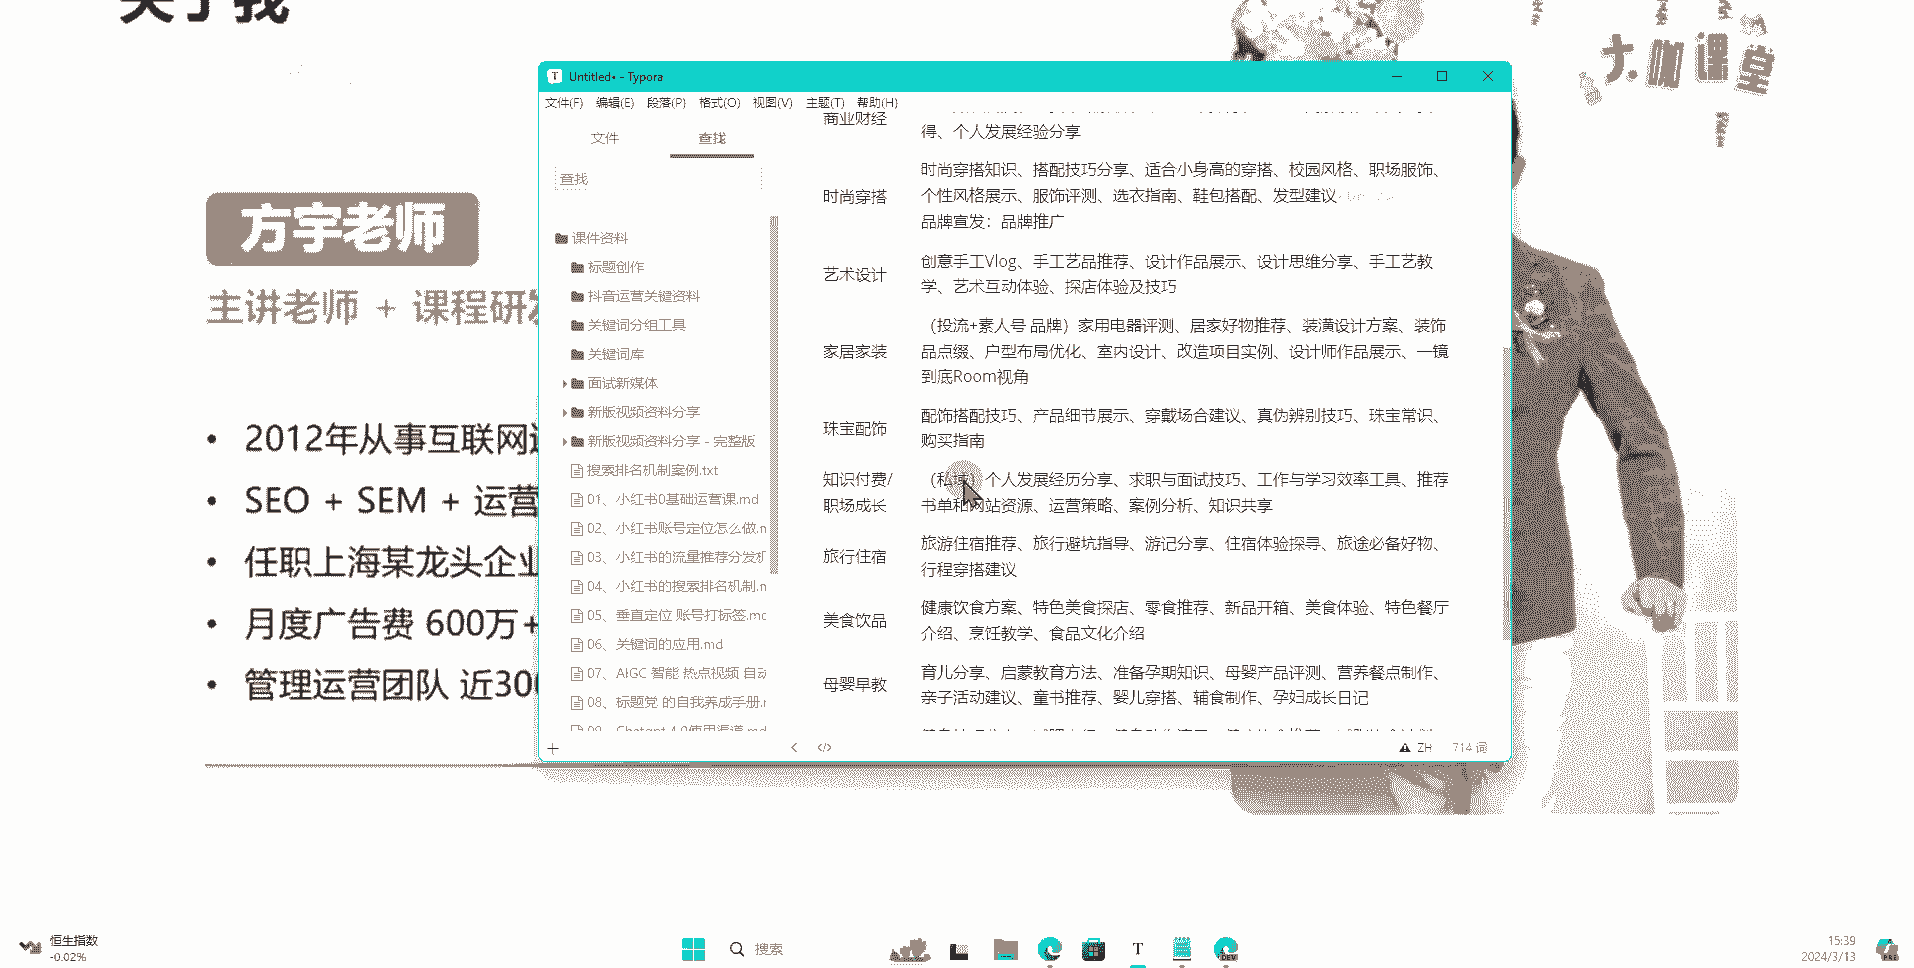 关于我
大咖课堂
方宇老师
主讲老师 + 课程研发
• 2012年从事互联网
• SEO + SEM + 运营
• 任职上海某龙头企业
• 月度广告费 600万+
• 管理运营团队 近30
Untitled• - Typora
文件(F) 编辑(E) 段落(P) 格式(O) 视图(V) 主题(T) 帮助(H)
文件 查找
查找
课件资料
标题创作
抖音运营关键资料
关键词分组工具
关键词库
面试新媒体
新版视频资料分享
新版视频资料分享 - 完整版
搜索排名机制案例.txt
01、小红书0基础运营课.md
02、小红书账号定位怎么做.m
03、小红书的流量推荐分发机
04、小红书的搜索排名机制.m
05、垂直定位 账号打标签.mc
06、关键词的应用.md
07、AIGC 智能 热点视频 自动
08、标题党 的自我养成手册.r
09、Chatgpt 4.0使用渠道.md
商业财经
得、个人发展经验分享
时尚穿搭
时尚穿搭知识、搭配技巧分享、适合小身高的穿搭、校园风格、职场服饰、
个性风格展示、服饰评测、选衣指南、鞋包搭配、发型建议
品牌宣发：品牌推广
艺术设计
创意手工Vlog、手工艺品推荐、设计作品展示、设计思维分享、手工艺教
学、艺术互动体验、探店体验及技巧
家居家装
（投流+素人号 品牌）家用电器评测、居家好物推荐、装潢设计方案、装饰
品点缀、户型布局优化、室内设计、改造项目实例、设计师作品展示、一镜
到底Room视角
珠宝配饰
配饰搭配技巧、产品细节展示、穿戴场合建议、真伪辨别技巧、珠宝常识、
购买指南
知识付费/
职场成长
（私域）个人发展经历分享、求职与面试技巧、工作与学习效率工具、推荐
书单和网站资源、运营策略、案例分析、知识共享
旅行住宿
旅游住宿推荐、旅行避坑指导、游记分享、住宿体验探寻、旅途必备好物、
行程穿搭建议
美食饮品
健康饮食方案、特色美食探店、零食推荐、新品开箱、美食体验、特色餐厅
介绍、烹饪教学、食品文化介绍
母婴早教
育儿分享、启蒙教育方法、准备孕期知识、母婴产品评测、营养餐点制作、
亲子活动建议、童书推荐、婴儿穿搭、辅食制作、孕妇成长日记
ZH 714 词
恒生指数
-0.02%
搜索
DEV
15:39
2024/3/13
PRE